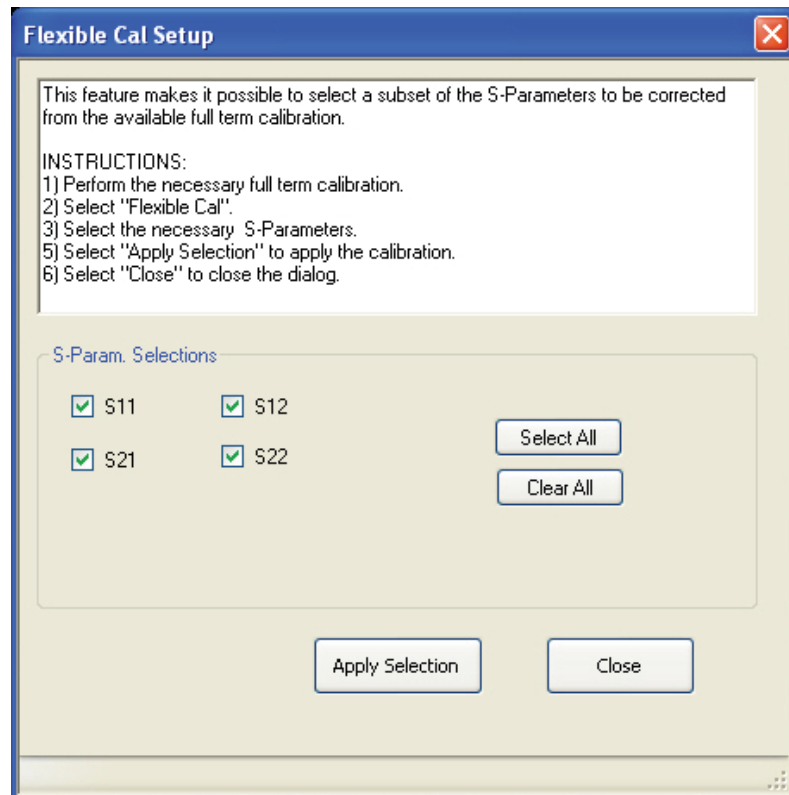 Flexible Cal Setup
This feature makes it possible to select a subset of the S-Parameters to be corrected
from the available full term calibration.
INSTRUCTIONS:
1) Perform the necessary full term calibration.
2) Select "Flexible Cal".
3) Select the necessary  S-Parameters.
5) Select "Apply Selection" to apply the calibration.
6) Select "Close" to close the dialog.
S-Param. Selections
S11 S12
Select All
S21 S22
Clear All
Apply Selection Close